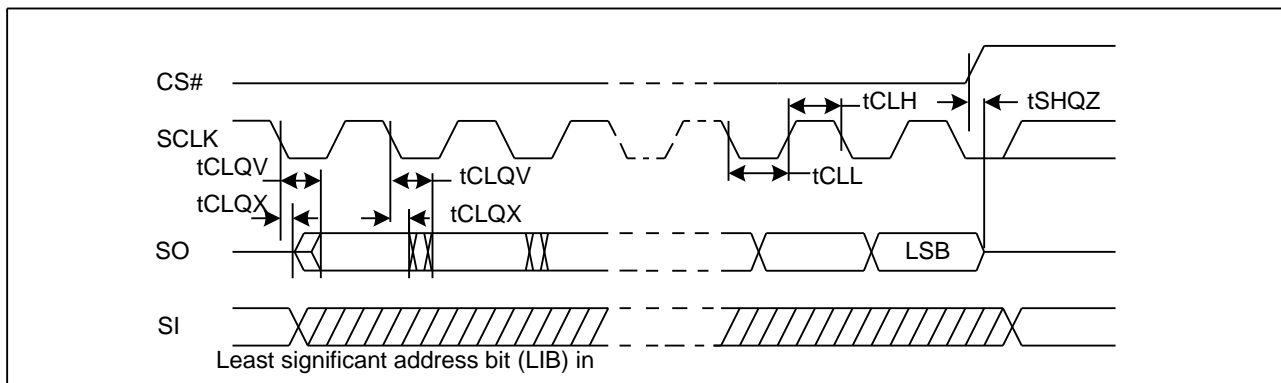 CS#
tCLH
tSHQZ
SCLK
tCLQV
tCLQV
tCLL
tCLQX
tCLQX
SO
LSB
SI
Least significant address bit (LIB) in